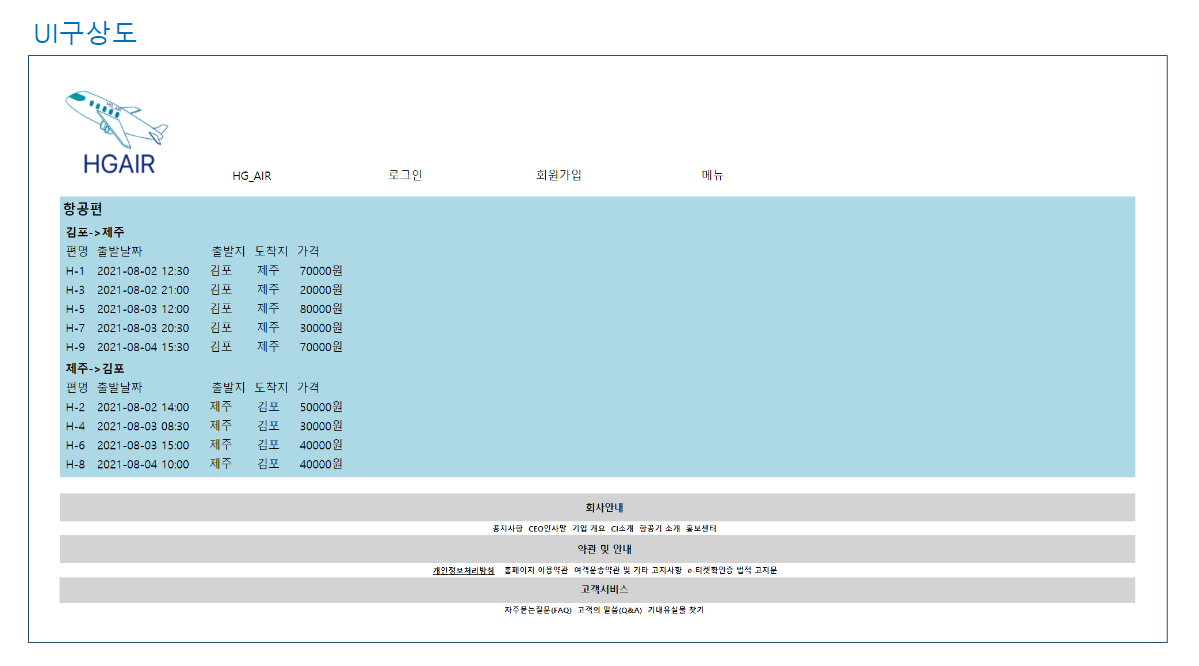 UI구상도
HGAIR
HG_AIR 로그인 회원가입 메뉴
항공편
김포->제주
편명 출발날짜 출발지 도착지 가격
H-1 2021-08-02 12:30 김포 제주 70000원
H-3 2021-08-02 21:00 김포 제주 20000원
H-5 2021-08-03 12:00 김포 제주 80000원
H-7 2021-08-03 20:30 김포 제주 30000원
H-9 2021-08-04 15:30 김포 제주 70000원
제주->김포
편명 출발날짜 출발지 도착지 가격
H-2 2021-08-02 14:00 제주 김포 50000원
H-4 2021-08-03 08:30 제주 김포 30000원
H-6 2021-08-03 15:00 제주 김포 40000원
H-8 2021-08-04 10:00 제주 김포 40000원
회사안내
공지사항 CEO인사말 기업 개요 CI소개 항공기 소개 홍보센터
약관 및 안내
개인정보처리방침 홈페이지 이용약관 여객운송약관 및 기타 고지사항 e-티켓확인증 법적 고지문
고객서비스
자주묻는질문(FAQ) 고객의 말씀(Q&A) 기내유실물 찾기